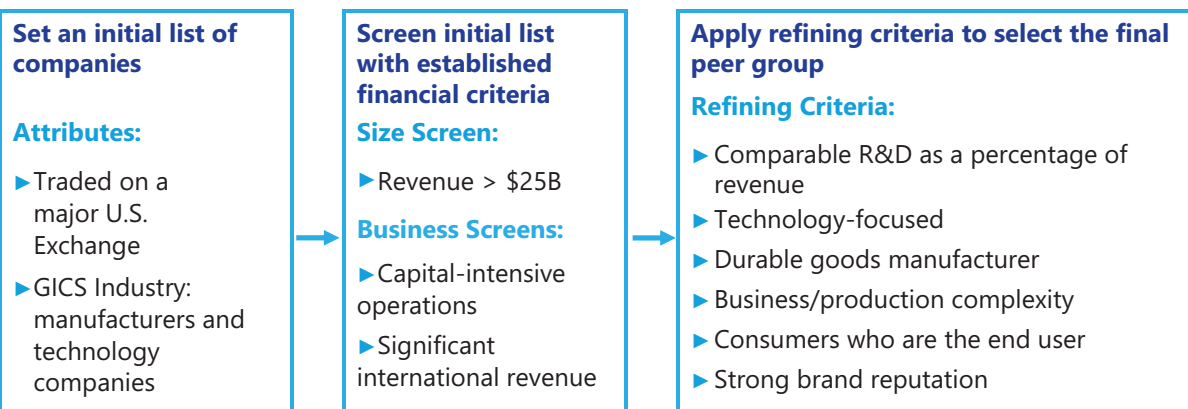 Set an initial list of
companies
Attributes:
►Traded on a
major U.S.
Exchange
►GICS Industry:
manufacturers and
technology
companies
Screen initial list
with established
financial criteria
Size Screen:
►Revenue > $25B
Business Screens:
►Capital-intensive
operations
►Significant
international revenue
Apply refining criteria to select the final
peer group
Refining Criteria:
►Comparable R&D as a percentage of
revenue
►Technology-focused
►Durable goods manufacturer
►Business/production complexity
►Consumers who are the end user
►Strong brand reputation